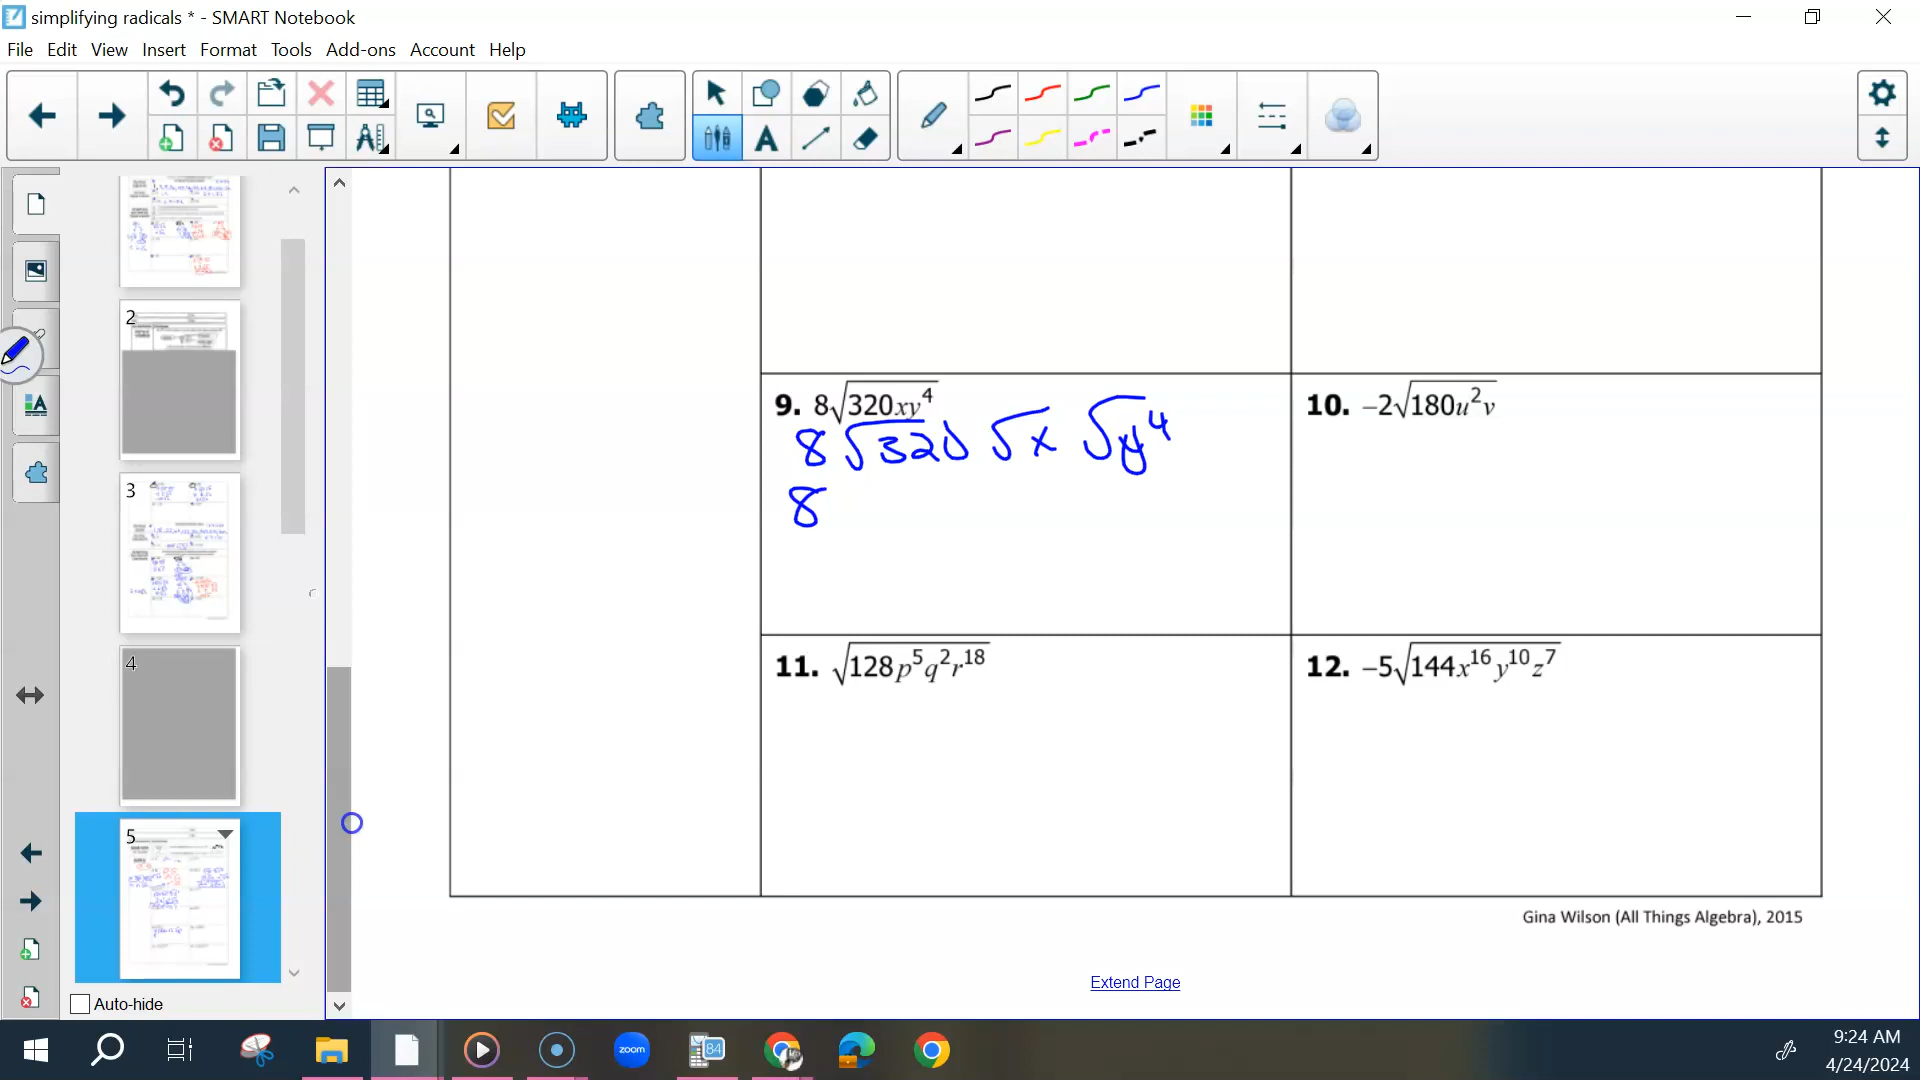 simplifying radicals * - SMART Notebook
File Edit View Insert Format Tools Add-ons Account Help
2
3
4
5
Auto-hide
9. 8√320xy⁴
8 √320 √x √y⁴
8
10. −2√180u²v
11. √128p⁵q²r¹⁸
12. −5√144x¹⁶y¹⁰z⁷
Gina Wilson (All Things Algebra), 2015
Extend Page
zoom
84
9:24 AM
4/24/2024